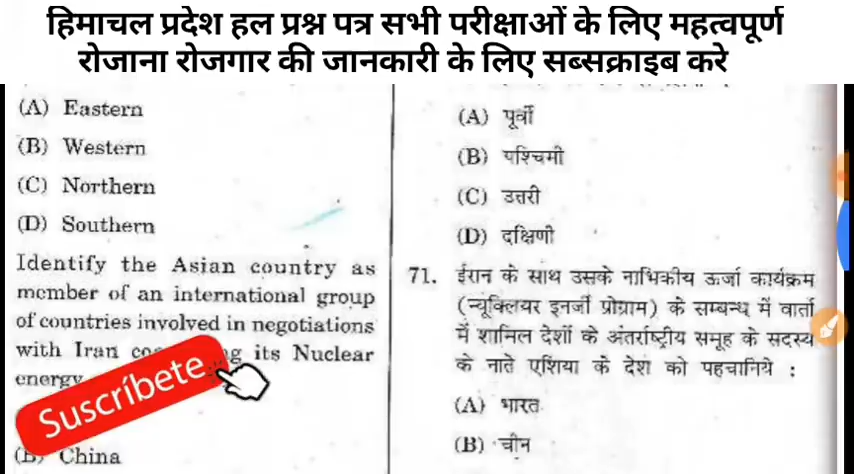 हिमाचल प्रदेश हल प्रश्न पत्र सभी परीक्षाओं के लिए महत्वपूर्ण
रोजाना रोजगार की जानकारी के लिए सब्सक्राइब करे
(A) Eastern
(B) Western
(C) Northern
(D) Southern
Identify the Asian country as
member of an international group
of countries involved in negotiations
with Iran its Nuclear
energy
(B) China
Suscríbete
(A) पूर्वी
(B) पश्चिमी
(C) उत्तरी
(D) दक्षिणी
71. ईरान के साथ उसके नाभिकीय ऊर्जा कार्यक्रम
(न्यूक्लियर इनर्जी प्रोग्राम) के सम्बन्ध में वार्ता
में शामिल देशों के अंतर्राष्ट्रीय समूह के सदस्य
के नाते एशिया के देश को पहचानिये :
(A) भारत
(B) चीन